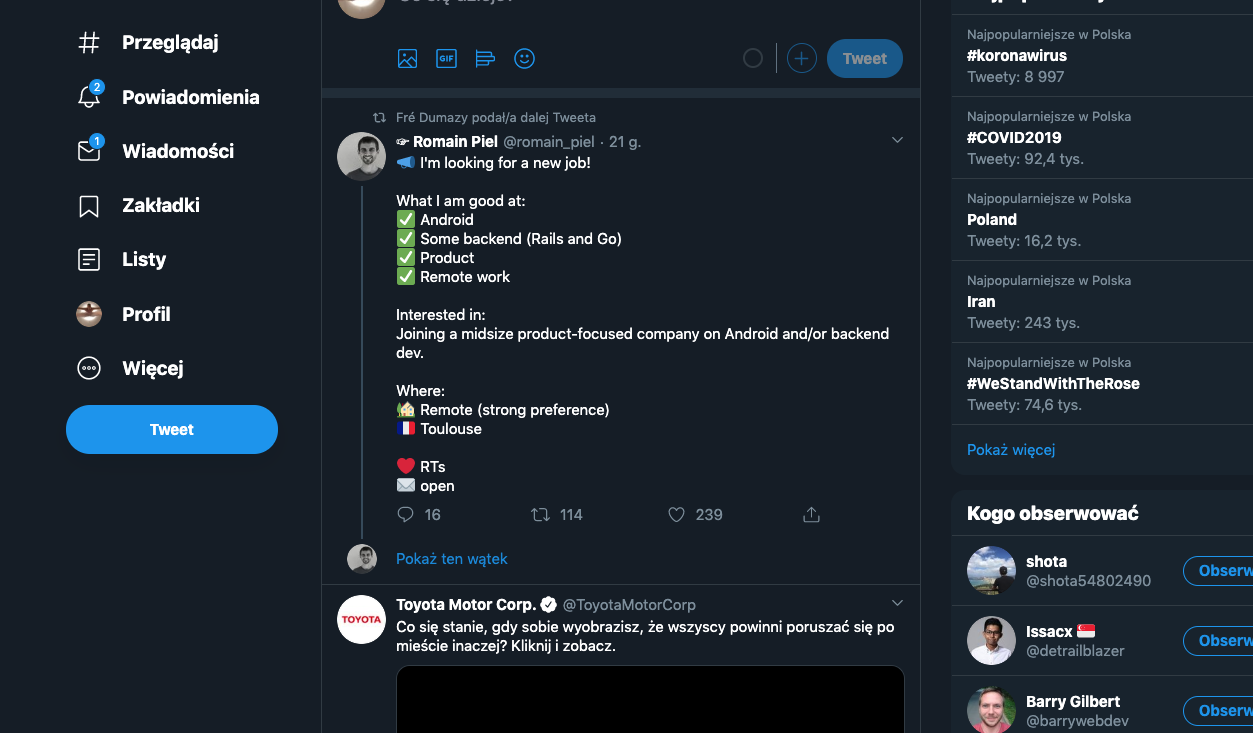 Przeglądaj
2
Powiadomienia
1
Wiadomości
Zakładki
Listy
Profil
Więcej
Tweet
GIF
Tweet
Fré Dumazy podał/a dalej Tweeta
☞ Romain Piel @romain_piel · 21 g.
📣 I'm looking for a new job!
What I am good at:
✅ Android
✅ Some backend (Rails and Go)
✅ Product
✅ Remote work
Interested in:
Joining a midsize product-focused company on Android and/or backend
dev.
Where:
🏡 Remote (strong preference)
🇫🇷 Toulouse
❤️ RTs
✉️ open
16 114 239
Pokaż ten wątek
TOYOTA
Toyota Motor Corp. @ToyotaMotorCorp
Co się stanie, gdy sobie wyobrazisz, że wszyscy powinni poruszać się po
mieście inaczej? Kliknij i zobacz.
Najpopularniejsze w Polska
#koronawirus
Tweety: 8 997
Najpopularniejsze w Polska
#COVID2019
Tweety: 92,4 tys.
Najpopularniejsze w Polska
Poland
Tweety: 16,2 tys.
Najpopularniejsze w Polska
Iran
Tweety: 243 tys.
Najpopularniejsze w Polska
#WeStandWithTheRose
Tweety: 74,6 tys.
Pokaż więcej
Kogo obserwować
shota
@shota54802490
Obserw
Issacx 🇸🇬
@detrailblazer
Obserw
Barry Gilbert
@barrywebdev
Obserw